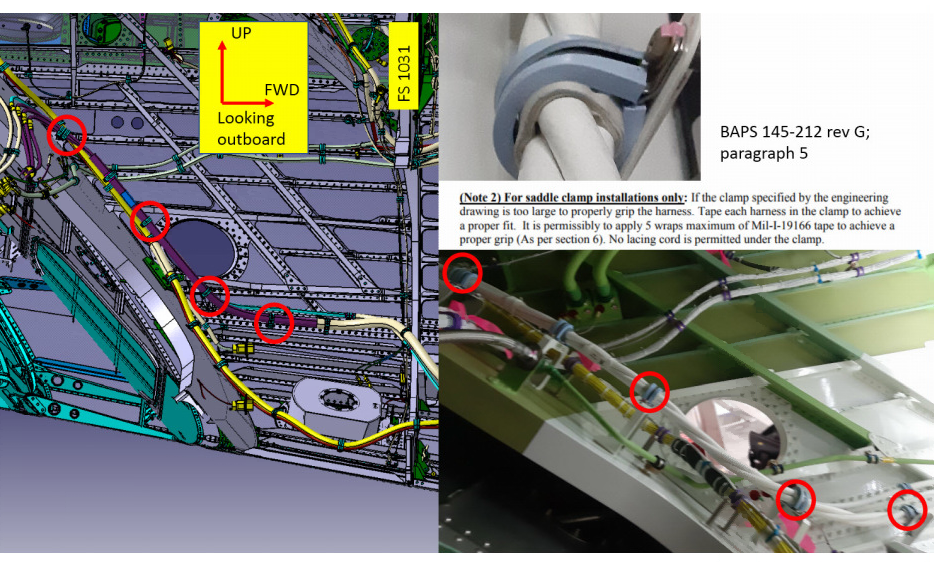 UP
FWD
Looking
outboard
FS 1031
BAPS 145-212 rev G;
paragraph 5
(Note 2) For saddle clamp installations only: If the clamp specified by the engineering
drawing is too large to properly grip the harness. Tape each harness in the clamp to achieve
a proper fit.  It is permissibly to apply 5 wraps maximum of Mil-I-19166 tape to achieve a
proper grip (As per section 6). No lacing cord is permitted under the clamp.